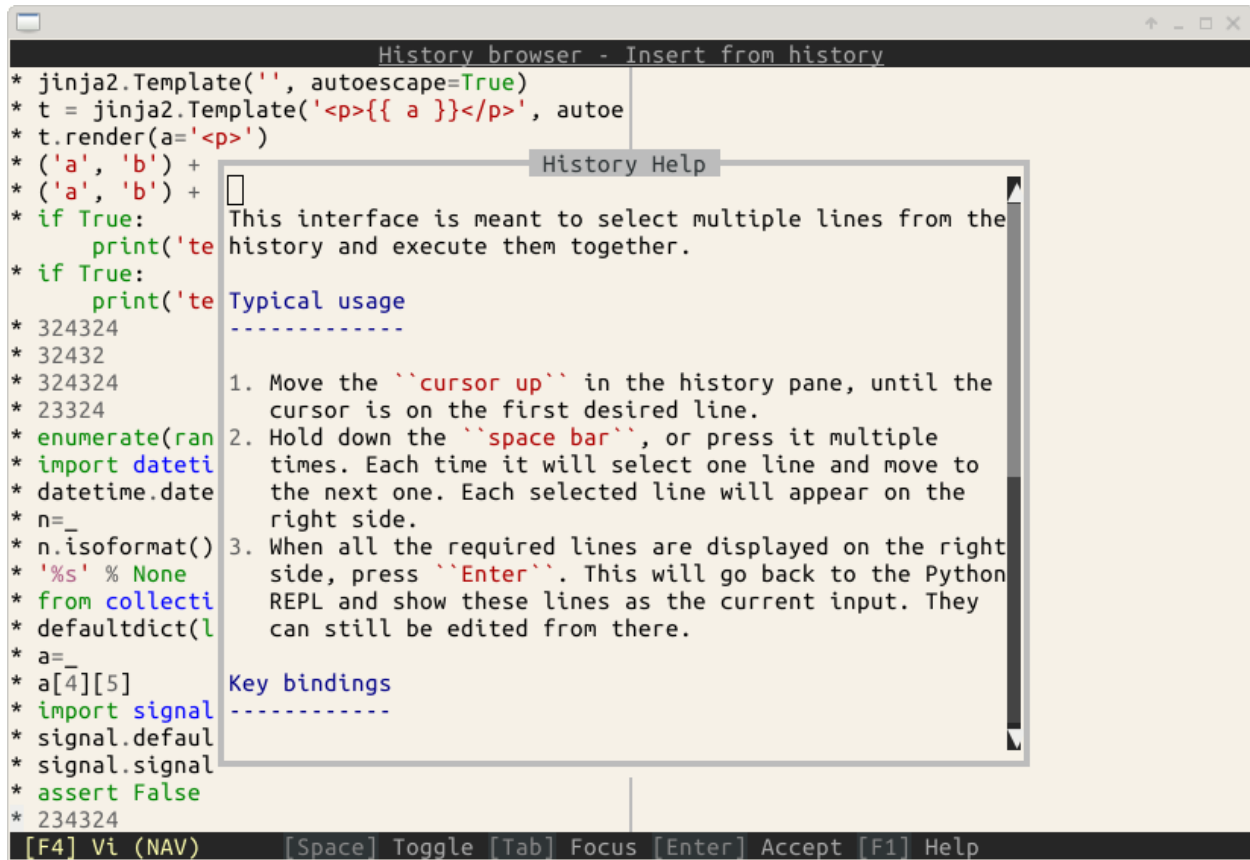 History browser - Insert from history
* jinja2.Template('', autoescape=True)
* t = jinja2.Template('<p>{{ a }}</p>', autoe
* t.render(a='<p>')
* ('a', 'b') +
* ('a', 'b') +
* if True:
print('te
* if True:
print('te
* 324324
* 32432
* 324324
* 23324
* enumerate(ran
* import dateti
* datetime.date
* n=_
* n.isoformat()
* '%s' % None
* from collecti
* defaultdict(l
* a=_
* a[4][5]
* import signal
* signal.defaul
* signal.signal
* assert False
* 234324
History Help
This interface is meant to select multiple lines from the
history and execute them together.
Typical usage
-------------
1. Move the ``cursor up`` in the history pane, until the
cursor is on the first desired line.
2. Hold down the ``space bar``, or press it multiple
times. Each time it will select one line and move to
the next one. Each selected line will appear on the
right side.
3. When all the required lines are displayed on the right
side, press ``Enter``. This will go back to the Python
REPL and show these lines as the current input. They
can still be edited from there.
Key bindings
------------
[F4] Vi (NAV) [Space] Toggle [Tab] Focus [Enter] Accept [F1] Help